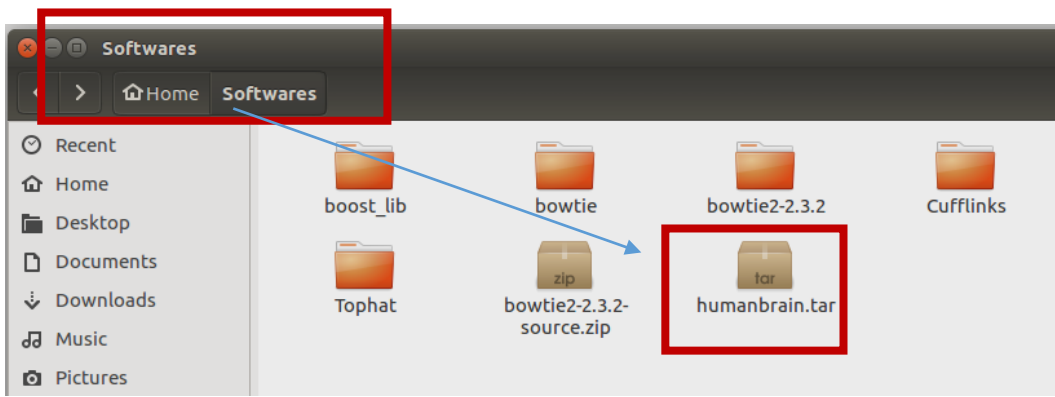 Softwares
Home Softwares
Recent
Home
Desktop
Documents
Downloads
Music
Pictures
boost_lib bowtie bowtie2-2.3.2 Cufflinks
zip tar
Tophat bowtie2-2.3.2- humanbrain.tar
source.zip